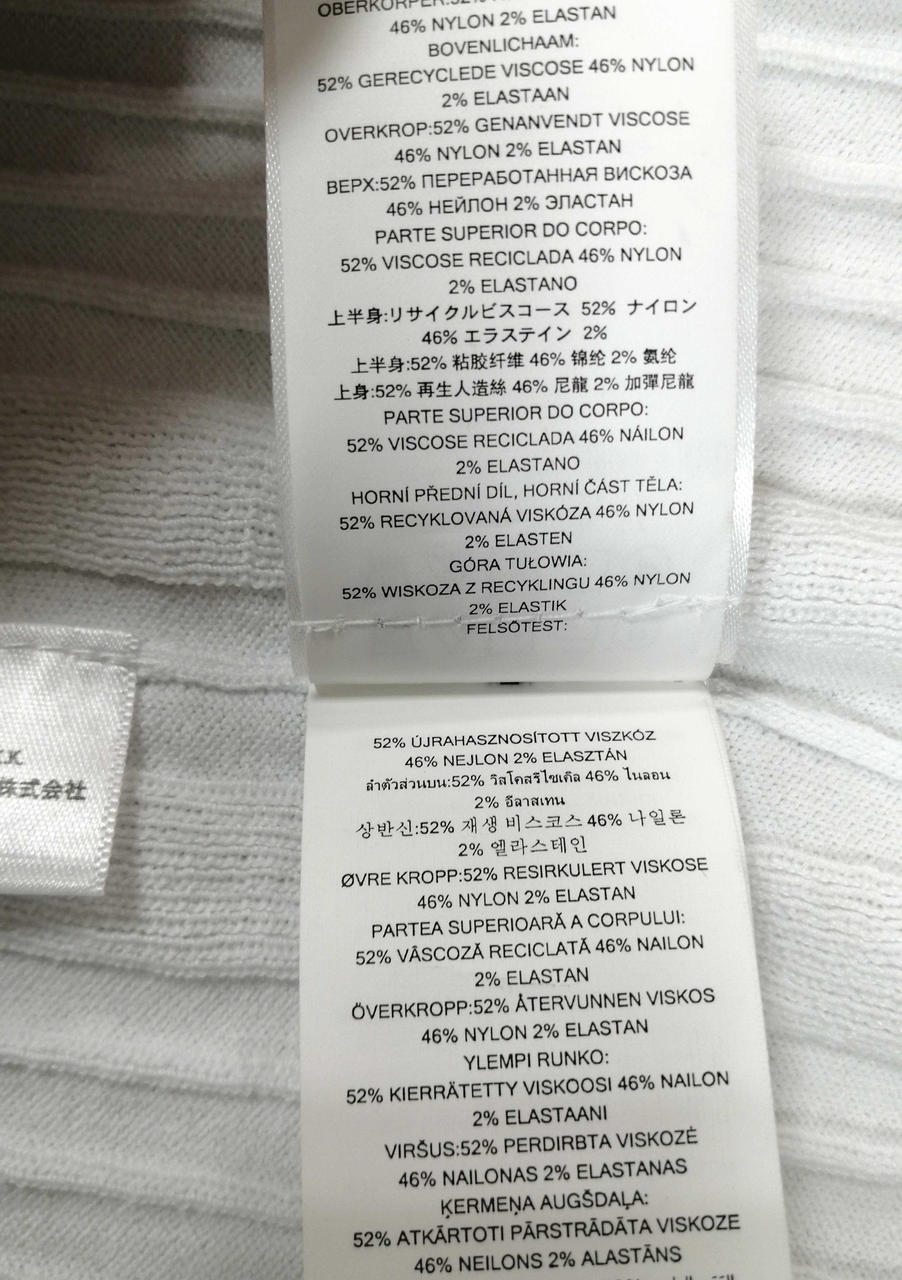 OBERKÖRPER:52%
46% NYLON 2% ELASTAN
BOVENLICHAAM:
52% GERECYCLEDE VISCOSE 46% NYLON
2% ELASTAAN
OVERKROP:52% GENANVENDT VISCOSE
46% NYLON 2% ELASTAN
ВЕРХ:52% ПЕРЕРАБОТАННАЯ ВИСКОЗА
46% НЕЙЛОН 2% ЭЛАСТАН
PARTE SUPERIOR DO CORPO:
52% VISCOSE RECICLADA 46% NYLON
2% ELASTANO
上半身:リサイクルビスコース 52% ナイロン
46% エラステイン 2%
上半身:52% 粘胶纤维 46% 锦纶 2% 氨纶
上身:52% 再生人造絲 46% 尼龍 2% 加彈尼龍
PARTE SUPERIOR DO CORPO:
52% VISCOSE RECICLADA 46% NÁILON
2% ELASTANO
HORNÍ PŘEDNÍ DÍL, HORNÍ ČÁST TĚLA:
52% RECYKLOVANÁ VISKÓZA 46% NYLON
2% ELASTEN
GÓRA TUŁOWIA:
52% WISKOZA Z RECYKLINGU 46% NYLON
2% ELASTIK
FELSŐTEST:
52% ÚJRAHASZNOSÍTOTT VISZKÓZ
46% NEJLON 2% ELASZTÁN
ลำตัวส่วนบน:52% วิสโคสรีไซเคิล 46% ไนลอน
2% อีลาสเทน
상반신:52% 재생 비스코스 46% 나일론
2% 엘라스테인
ØVRE KROPP:52% RESIRKULERT VISKOSE
46% NYLON 2% ELASTAN
PARTEA SUPERIOARĂ A CORPULUI:
52% VÂSCOZĂ RECICLATĂ 46% NAILON
2% ELASTAN
ÖVERKROPP:52% ÅTERVUNNEN VISKOS
46% NYLON 2% ELASTAN
YLEMPI RUNKO:
52% KIERRÄTETTY VISKOOSI 46% NAILON
2% ELASTAANI
VIRŠUS:52% PERDIRBTA VISKOZĖ
46% NAILONAS 2% ELASTANAS
ĶERMEŅA AUGŠDAĻA:
52% ATKĀRTOTI PĀRSTRĀDĀTA VISKOZE
46% NEILONS 2% ALASTĀNS
K.K.
株式会社